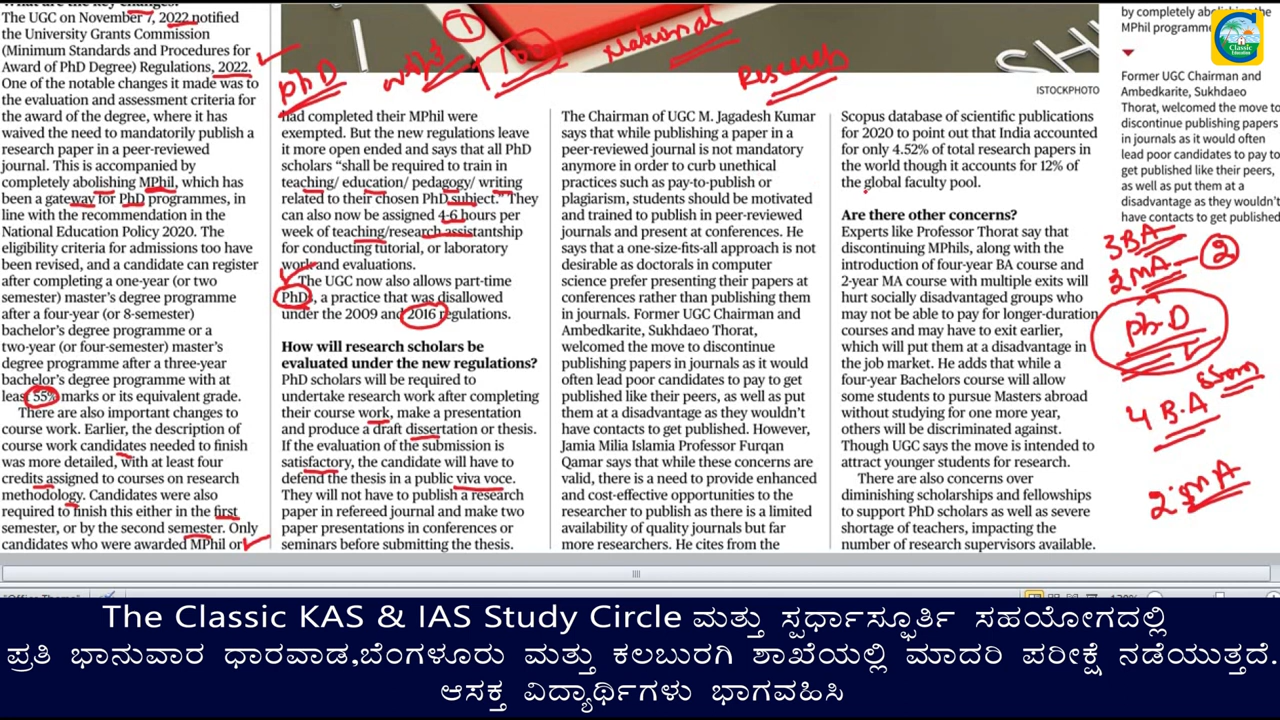 What are the key changes?
The UGC on November 7, 2022 notified
the University Grants Commission
(Minimum Standards and Procedures for
Award of PhD Degree) Regulations, 2022.
One of the notable changes it made was to
the evaluation and assessment criteria for
the award of the degree, where it has
waived the need to mandatorily publish a
research paper in a peer-reviewed
journal. This is accompanied by
completely abolishing MPhil, which has
been a gateway for PhD programmes, in
line with the recommendation in the
National Education Policy 2020. The
eligibility criteria for admissions too have
been revised, and a candidate can register
after completing a one-year (or two
semester) master's degree programme
after a four-year (or 8-semester)
bachelor's degree programme or a
two-year (or four-semester) master's
degree programme after a three-year
bachelor's degree programme with at
least 55% marks or its equivalent grade.
There are also important changes to
course work. Earlier, the description of
course work candidates needed to finish
was more detailed, with at least four
credits assigned to courses on research
methodology. Candidates were also
required to finish this either in the first
semester, or by the second semester. Only
candidates who were awarded MPhil or
PhD
1
100
National
Research
ISTOCKPHOTO
had completed their MPhil were
exempted. But the new regulations leave
it more open ended and says that all PhD
scholars “shall be required to train in
teaching/ education/ pedagogy/ writing
related to their chosen PhD subject.” They
can also now be assigned 4-6 hours per
week of teaching/research assistantship
for conducting tutorial, or laboratory
work and evaluations.
The UGC now also allows part-time
PhDs, a practice that was disallowed
under the 2009 and 2016 regulations.
How will research scholars be
evaluated under the new regulations?
PhD scholars will be required to
undertake research work after completing
their course work, make a presentation
and produce a draft dissertation or thesis.
If the evaluation of the submission is
satisfactory, the candidate will have to
defend the thesis in a public viva voce.
They will not have to publish a research
paper in refereed journal and make two
paper presentations in conferences or
seminars before submitting the thesis.
The Chairman of UGC M. Jagadesh Kumar
says that while publishing a paper in a
peer-reviewed journal is not mandatory
anymore in order to curb unethical
practices such as pay-to-publish or
plagiarism, students should be motivated
and trained to publish in peer-reviewed
journals and present at conferences. He
says that a one-size-fits-all approach is not
desirable as doctorals in computer
science prefer presenting their papers at
conferences rather than publishing them
in journals. Former UGC Chairman and
Ambedkarite, Sukhdaeo Thorat,
welcomed the move to discontinue
publishing papers in journals as it would
often lead poor candidates to pay to get
published like their peers, as well as put
them at a disadvantage as they wouldn't
have contacts to get published. However,
Jamia Milia Islamia Professor Furqan
Qamar says that while these concerns are
valid, there is a need to provide enhanced
and cost-effective opportunities to the
researcher to publish as there is a limited
availability of quality journals but far
more researchers. He cites from the
Scopus database of scientific publications
for 2020 to point out that India accounted
for only 4.52% of total research papers in
the world though it accounts for 12% of
the global faculty pool.
Are there other concerns?
Experts like Professor Thorat say that
discontinuing MPhils, along with the
introduction of four-year BA course and
2-year MA course with multiple exits will
hurt socially disadvantaged groups who
may not be able to pay for longer-duration
courses and may have to exit earlier,
which will put them at a disadvantage in
the job market. He adds that while a
four-year Bachelors course will allow
some students to pursue Masters abroad
without studying for one more year,
others will be discriminated against.
Though UGC says the move is intended to
attract younger students for research.
There are also concerns over
diminishing scholarships and fellowships
to support PhD scholars as well as severe
shortage of teachers, impacting the
number of research supervisors available.
by completely abolishing the
MPhil programme
Classic
Education
Former UGC Chairman and
Ambedkarite, Sukhdaeo
Thorat, welcomed the move to
discontinue publishing papers
in journals as it would often
lead poor candidates to pay to
get published like their peers,
as well as put them at a
disadvantage as they wouldn't
have contacts to get published
3 BA
2 MA
2
ph.D
4 B.A
The Classic KAS & IAS Study Circle ಮತ್ತು ಸ್ಪರ್ಧಾಸ್ಫೂರ್ತಿ ಸಹಯೋಗದಲ್ಲಿ
ಪ್ರತಿ ಭಾನುವಾರ ಧಾರವಾಡ,ಬೆಂಗಳೂರು ಮತ್ತು ಕಲಬುರಗಿ ಶಾಖೆಯಲ್ಲಿ ಮಾದರಿ ಪರೀಕ್ಷೆ ನಡೆಯುತ್ತದೆ.
ಆಸಕ್ತ ವಿದ್ಯಾರ್ಥಿಗಳು ಭಾಗವಹಿಸಿ